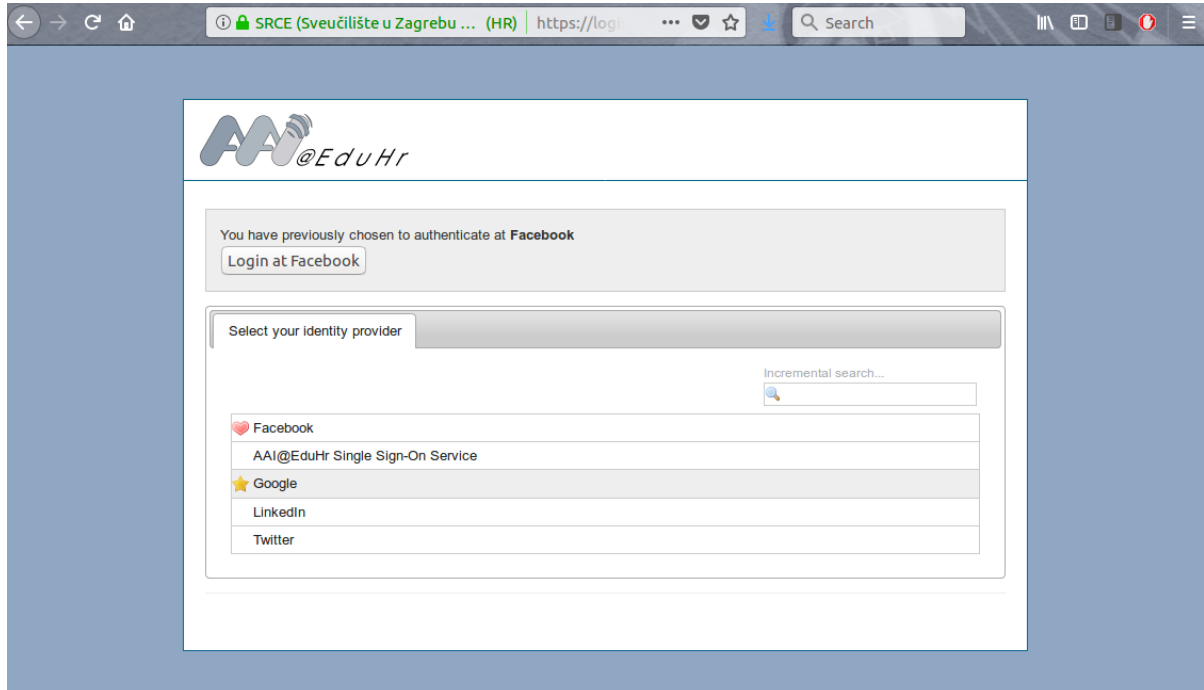 SRCE (Sveučilište u Zagrebu ... (HR) https://logi
Search
AAI@EduHr
You have previously chosen to authenticate at Facebook
Login at Facebook
Select your identity provider
Incremental search...
Facebook
AAI@EduHr Single Sign-On Service
Google
LinkedIn
Twitter